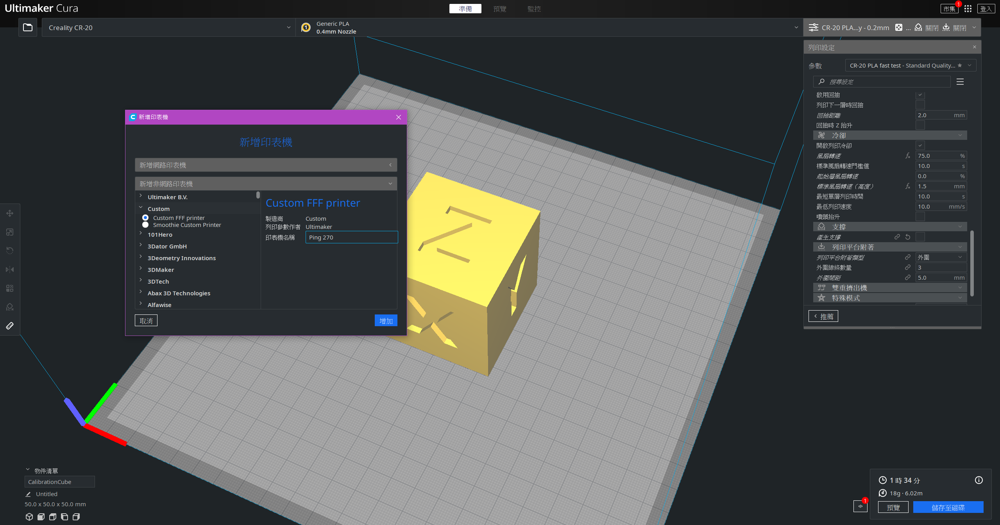 Ultimaker Cura
準備
預覽
監控
市集
1
登入
Creality CR-20
1
Generic PLA
0.4mm Nozzle
CR-20 PLA...y - 0.2mm
...
關閉
關閉
列印設定
參數
CR-20 PLA fast test - Standard Quality...
搜尋設定
啟用回抽
列印下一層時回抽
回抽距離
2.0 mm
回抽時 Z 抬升
冷卻
開啟列印冷卻
風扇轉速
75.0 %
標準風扇轉速門檻值
10.0 s
起始層風扇轉速
0.0 %
標準風扇轉速（高度）
1.5 mm
最短單層列印時間
10.0 s
最低列印速度
10.0 mm/s
噴頭抬升
支撐
產生支撐
列印平台附著
列印平台附著類型
外圍
外圍線條數量
3
外圍間距
5.0 mm
雙重擠出機
特殊模式
推薦
新增印表機
新增印表機
新增網路印表機
新增非網路印表機
Ultimaker B.V.
Custom
Custom FFF printer
Smoothie Custom Printer
101Hero
3Dator GmbH
3Deometry Innovations
3DMaker
3DTech
Abax 3D Technologies
Alfawise
Custom FFF printer
製造商 Custom
列印參數作者 Ultimaker
印表機名稱 Ping 270
取消
增加
Z
X
物件清單
CalibrationCube
Untitled
50.0 x 50.0 x 50.0 mm
1 時 34 分
18g · 6.02m
1
預覽
儲存至磁碟